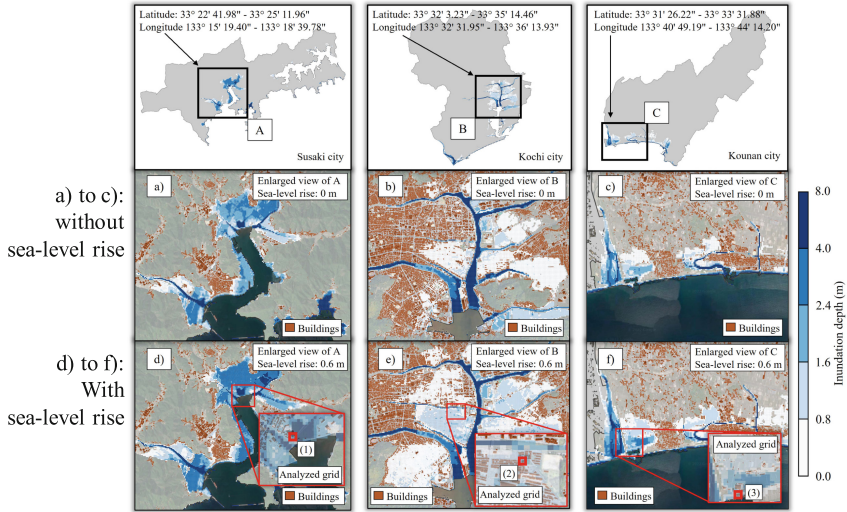 Latitude: 33° 22' 41.98" - 33° 25' 11.96"
Longitude 133° 15' 19.40" - 133° 18' 39.78"
A
Susaki city
Latitude: 33° 32' 3.23" - 33° 35' 14.46"
Longitude 133° 32' 31.95" - 133° 36' 13.93"
B
Kochi city
Latitude: 33° 31' 26.22" - 33° 33' 31.88"
Longitude 133° 40' 49.19" - 133° 44' 14.20"
C
Kounan city
a) to c):
without
sea-level rise
a)
Enlarged view of A
Sea-level rise: 0 m
Buildings
b)
Enlarged view of B
Sea-level rise: 0 m
Buildings
c)
Enlarged view of C
Sea-level rise: 0 m
Buildings
d) to f):
With
sea-level rise
d)
Enlarged view of A
Sea-level rise: 0.6 m
(1)
Analyzed grid
Buildings
e)
Enlarged view of B
Sea-level rise: 0.6 m
(2)
Analyzed grid
Buildings
f)
Enlarged view of C
Sea-level rise: 0.6 m
Analyzed grid
(3)
Buildings
8.0
4.0
2.4
1.6
0.8
0.0
Inundation depth (m)